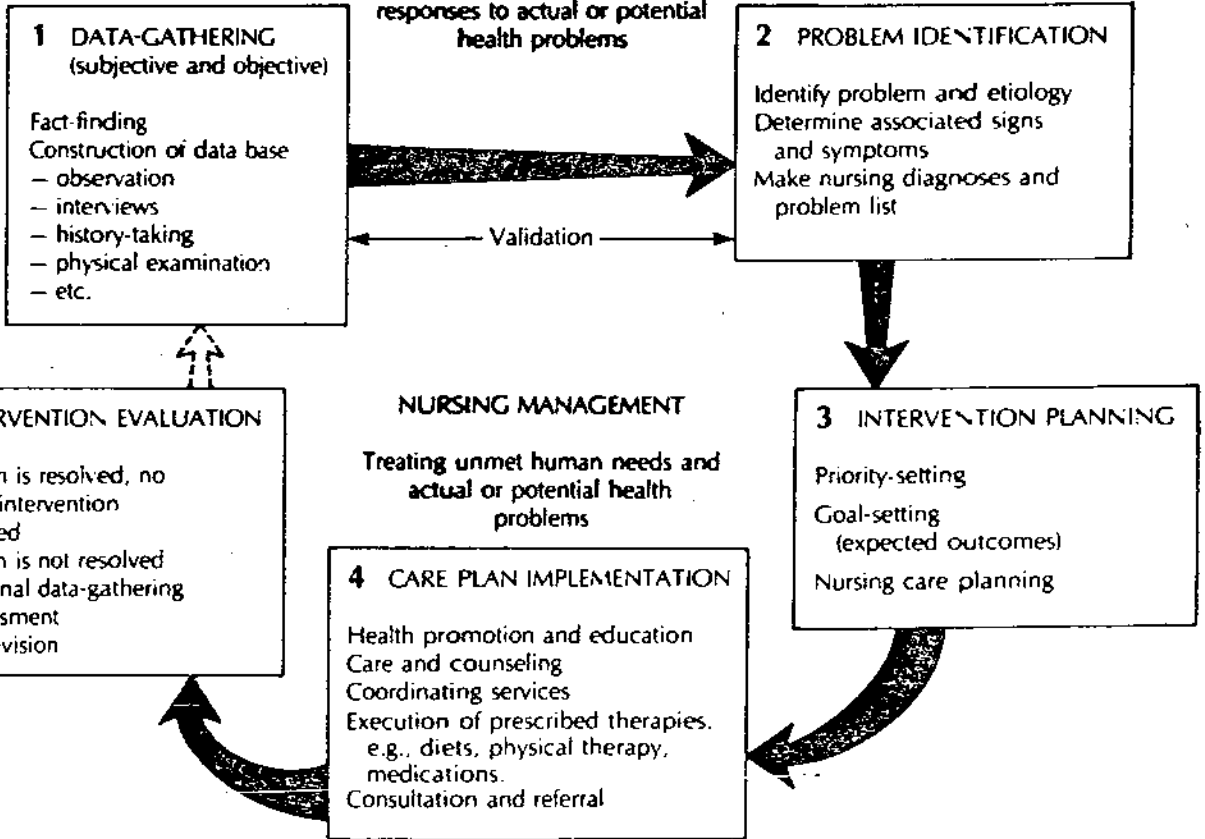 responses to actual or potential
health problems
1 DATA-GATHERING
(subjective and objective)
Fact-finding
Construction of data base
– observation
– interviews
– history-taking
– physical examination
– etc.
Validation
2 PROBLEM IDENTIFICATION
Identify problem and etiology
Determine associated signs
and symptoms
Make nursing diagnoses and
problem list
NURSING MANAGEMENT
Treating unmet human needs and
actual or potential health
problems
3 INTERVENTION PLANNING
Priority-setting
Goal-setting
(expected outcomes)
Nursing care planning
4 CARE PLAN IMPLEMENTATION
Health promotion and education
Care and counseling
Coordinating services
Execution of prescribed therapies.
e.g., diets, physical therapy,
medications.
Consultation and referral
EVALUATION
is resolved, no
intervention
is not resolved
data-gathering